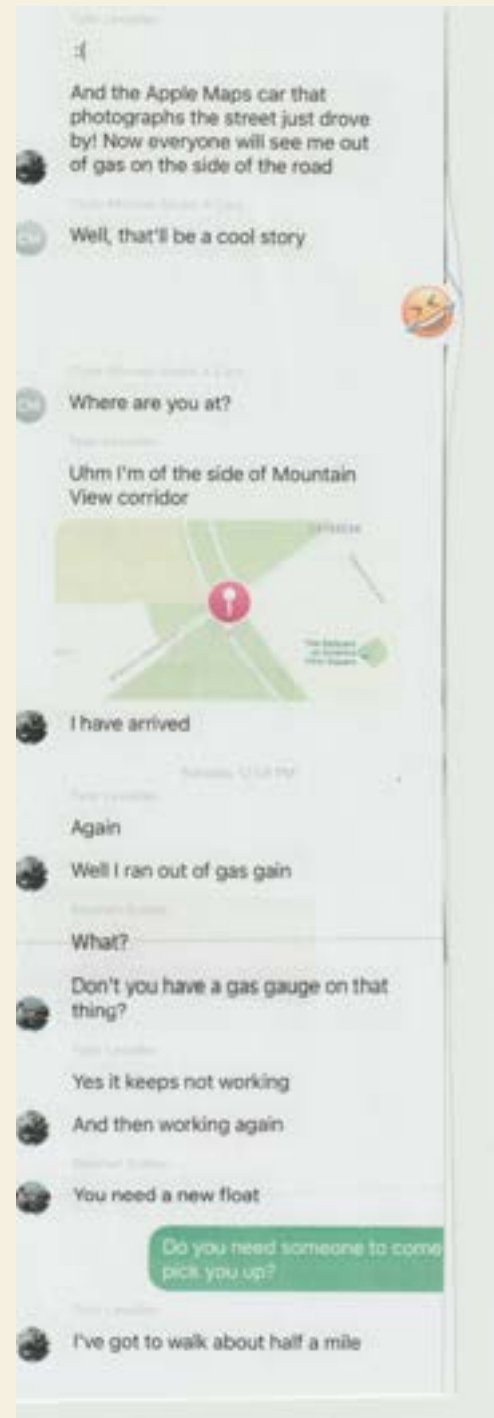 :(
And the Apple Maps car that
photographs the street just drove
by! Now everyone will see me out
of gas on the side of the road
CM
Well, that'll be a cool story
CM
Where are you at?
Uhm I'm of the side of Mountain
View corridor
I have arrived
Again
Well I ran out of gas gain
What?
Don't you have a gas gauge on that
thing?
Yes it keeps not working
And then working again
You need a new float
Do you need someone to come
pick you up?
I've got to walk about half a mile